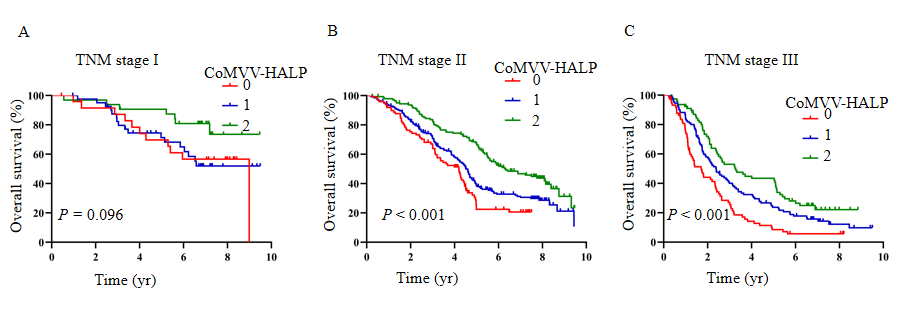 A
TNM stage I
CoMVV-HALP
0
1
2
Overall survival (%)
100
80
60
40
20
0
P = 0.096
0 2 4 6 8 10
Time (yr)
B
TNM stage II
CoMVV-HALP
0
1
2
Overall survival (%)
100
80
60
40
20
0
P < 0.001
0 2 4 6 8 10
Time (yr)
C
TNM stage III
CoMVV-HALP
0
1
2
Overall survival (%)
100
80
60
40
20
0
P < 0.001
0 2 4 6 8 10
Time (yr)